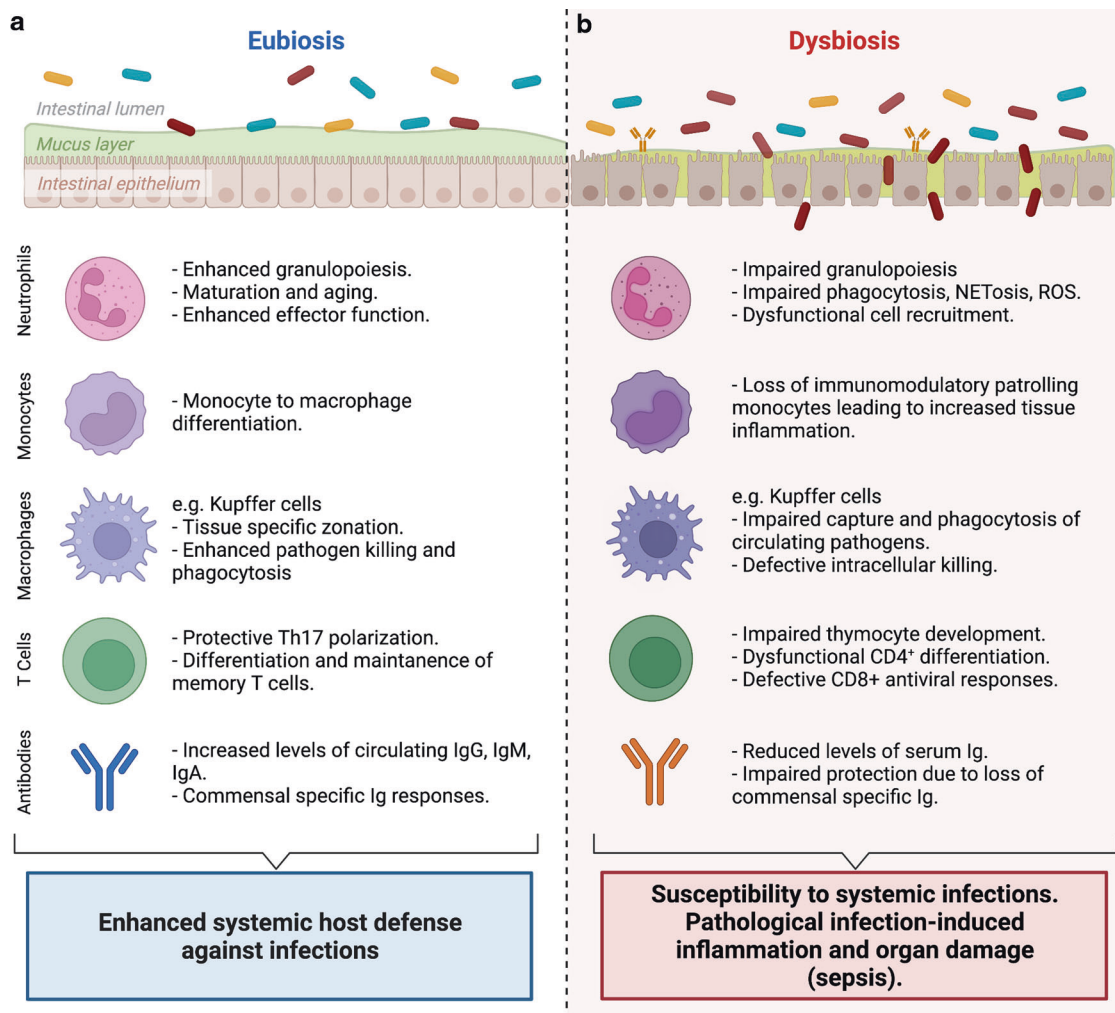 a
Eubiosis
Intestinal lumen
Mucus layer
Intestinal epithelium
Neutrophils
- Enhanced granulopoiesis.
- Maturation and aging.
- Enhanced effector function.
Monocytes
- Monocyte to macrophage
differentiation.
Macrophages
e.g. Kupffer cells
- Tissue specific zonation.
- Enhanced pathogen killing and
phagocytosis
T Cells
- Protective Th17 polarization.
- Differentiation and maintanence of
memory T cells.
Antibodies
- Increased levels of circulating IgG, IgM,
IgA.
- Commensal specific Ig responses.
Enhanced systemic host defense
against infections
b
Dysbiosis
- Impaired granulopoiesis
- Impaired phagocytosis, NETosis, ROS.
- Dysfunctional cell recruitment.
- Loss of immunomodulatory patrolling
monocytes leading to increased tissue
inflammation.
e.g. Kupffer cells
- Impaired capture and phagocytosis of
circulating pathogens.
- Defective intracellular killing.
- Impaired thymocyte development.
- Dysfunctional CD4⁺ differentiation.
- Defective CD8+ antiviral responses.
- Reduced levels of serum Ig.
- Impaired protection due to loss of
commensal specific Ig.
Susceptibility to systemic infections.
Pathological infection-induced
inflammation and organ damage
(sepsis).